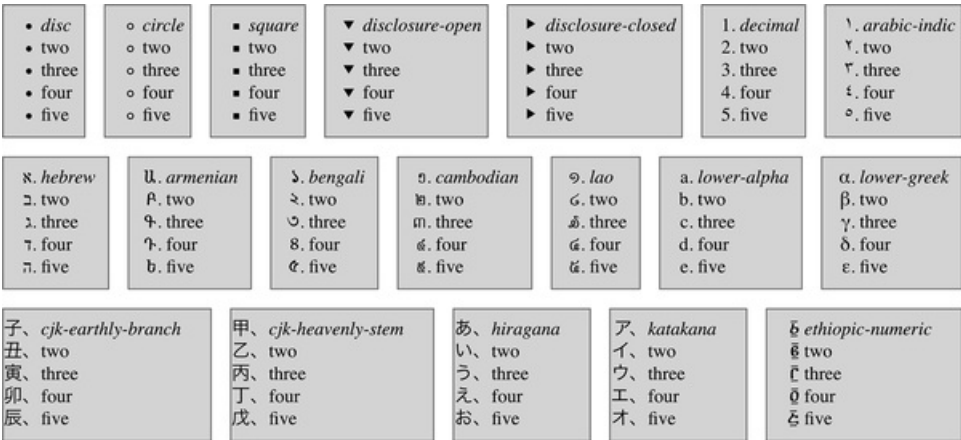 • disc
• two
• three
• four
• five
◦ circle
◦ two
◦ three
◦ four
◦ five
▪ square
▪ two
▪ three
▪ four
▪ five
▼ disclosure-open
▼ two
▼ three
▼ four
▼ five
▶ disclosure-closed
▶ two
▶ three
▶ four
▶ five
1. decimal
2. two
3. three
4. four
5. five
١. arabic-indic
٢. two
٣. three
٤. four
٥. five
א. hebrew
ב. two
ג. three
ד. four
ה. five
Ա. armenian
Բ. two
Գ. three
Դ. four
Ե. five
১. bengali
২. two
৩. three
৪. four
৫. five
១. cambodian
២. two
៣. three
៤. four
៥. five
໑. lao
໒. two
໓. three
໔. four
໕. five
a. lower-alpha
b. two
c. three
d. four
e. five
α. lower-greek
β. two
γ. three
δ. four
ε. five
子、 cjk-earthly-branch
丑、 two
寅、 three
卯、 four
辰、 five
甲、 cjk-heavenly-stem
乙、 two
丙、 three
丁、 four
戊、 five
あ、 hiragana
い、 two
う、 three
え、 four
お、 five
ア、 katakana
イ、 two
ウ、 three
エ、 four
オ、 five
፩ ethiopic-numeric
፪ two
፫ three
፬ four
፭ five